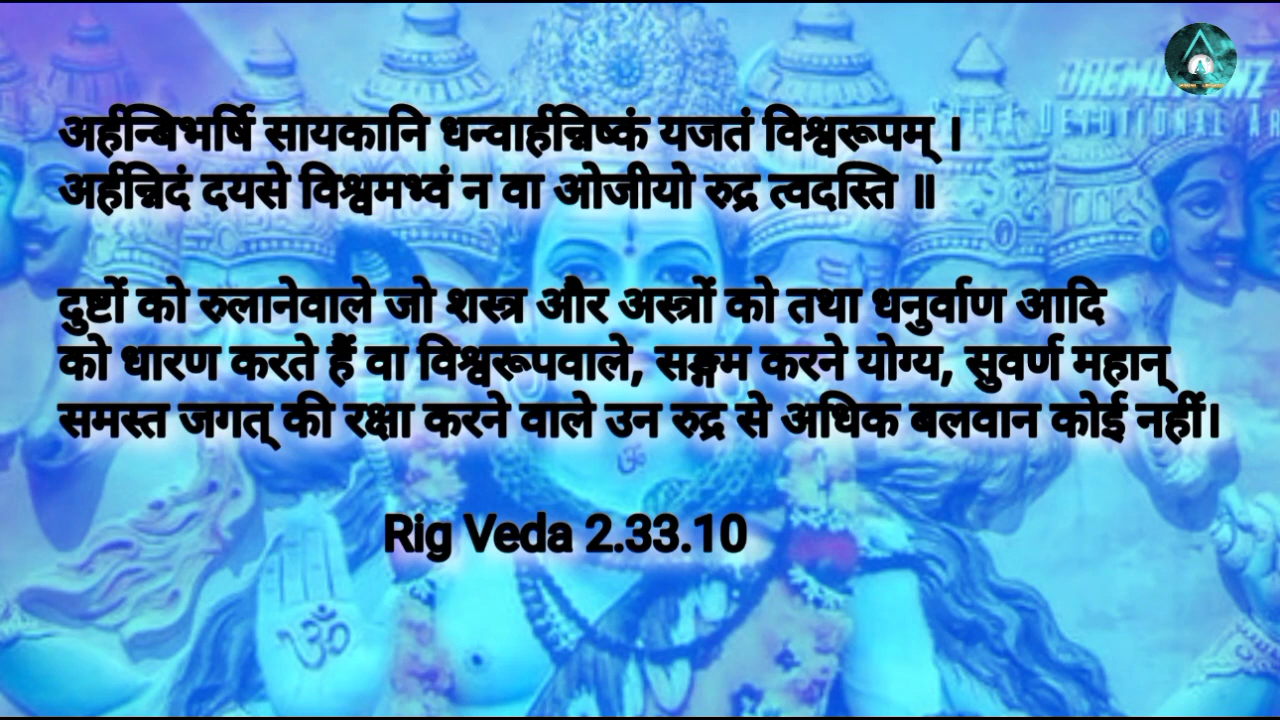 अर्हन्बिभर्षि सायकानि धन्वार्हन्निष्कं यजतं विश्वरूपम् ।
अर्हन्निदं दयसे विश्वमभ्वं न वा ओजीयो रुद्र त्वदस्ति ॥
दुष्टों को रुलानेवाले जो शस्त्र और अस्त्रों को तथा धनुर्वाण आदि
को धारण करते हैं वा विश्वरूपवाले, सङ्गम करने योग्य, सुवर्ण महान्
समस्त जगत् की रक्षा करने वाले उन रुद्र से अधिक बलवान कोई नहीं।
Rig Veda 2.33.10
ॐ
ॐ